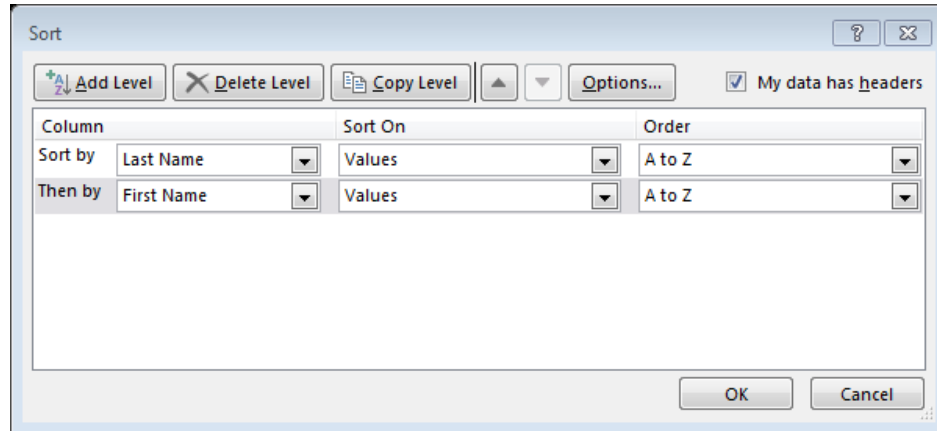 Sort
Add Level Delete Level Copy Level Options... My data has headers
Column Sort On Order
Sort by Last Name Values A to Z
Then by First Name Values A to Z
OK Cancel